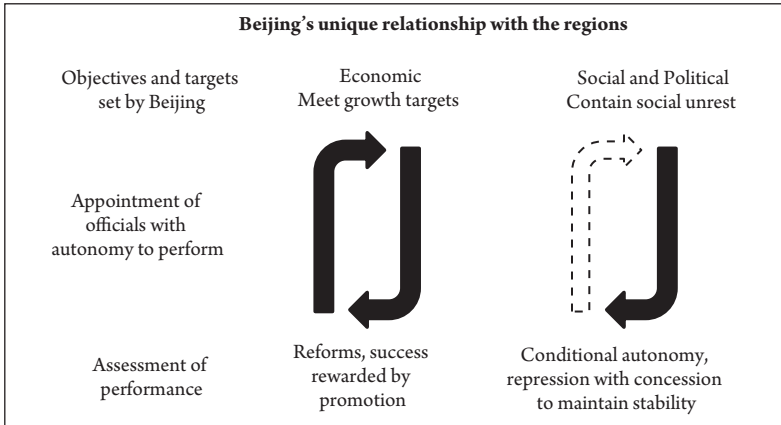 Beijing’s unique relationship with the regions
Objectives and targets
set by Beijing
Economic
Meet growth targets
Social and Political
Contain social unrest
Appointment of
officials with
autonomy to perform
Assessment of
performance
Reforms, success
rewarded by
promotion
Conditional autonomy,
repression with concession
to maintain stability